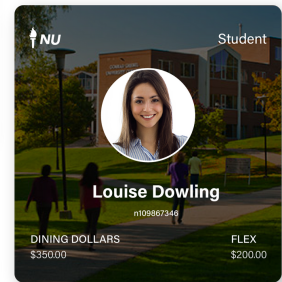 NU
Student
Louise Dowling
n109867346
DINING DOLLARS
FLEX
$350.00
$200.00